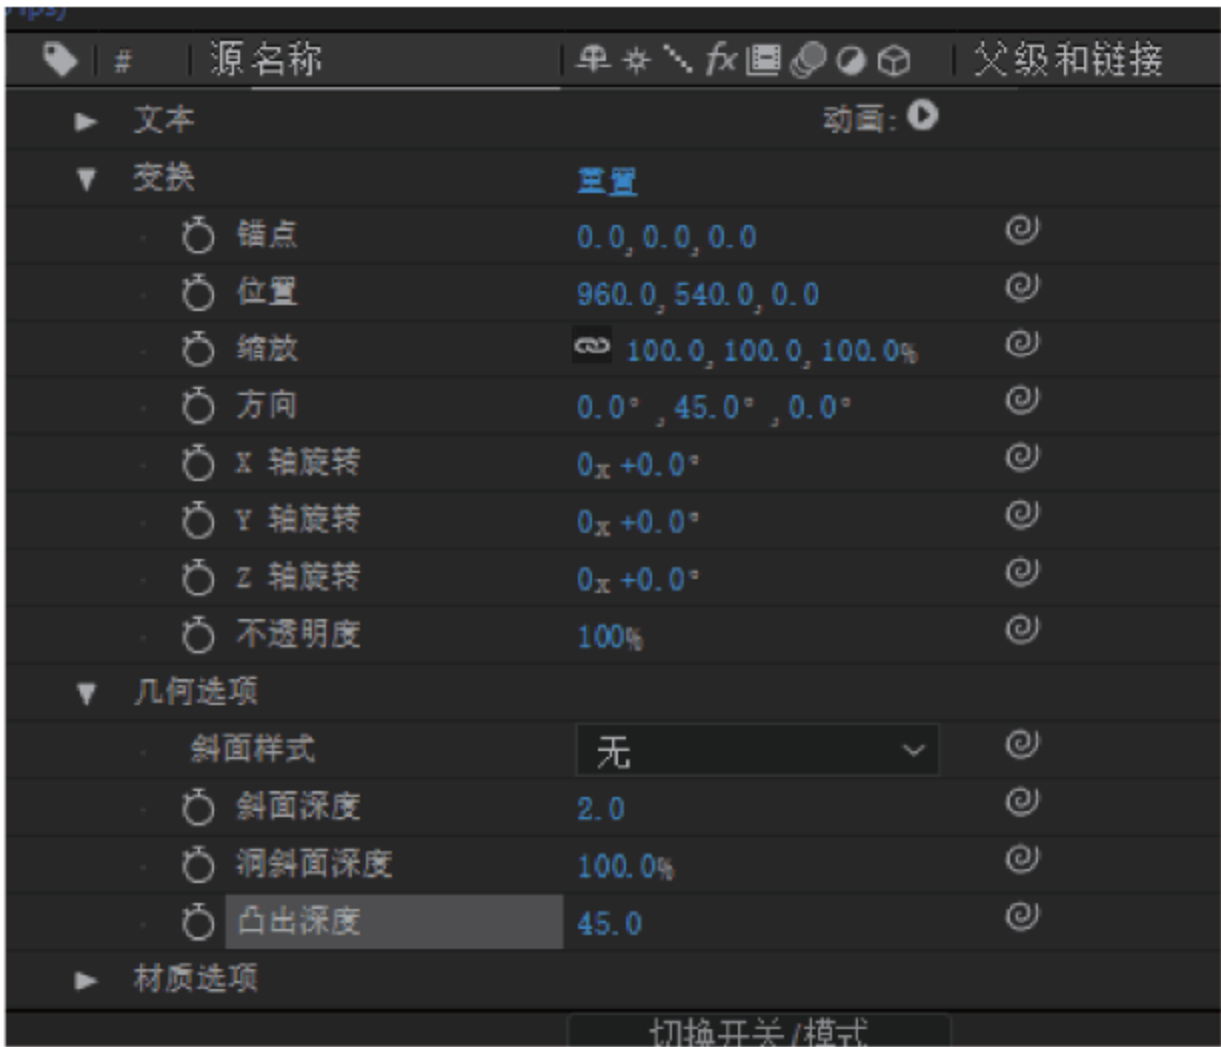 # 源名称 fx 父级和链接
文本 动画:
变换 重置
锚点 0.0,0.0,0.0
位置 960.0,540.0,0.0
缩放 100.0,100.0,100.0%
方向 0.0°,45.0°,0.0°
X 轴旋转 0x+0.0°
Y 轴旋转 0x+0.0°
Z 轴旋转 0x+0.0°
不透明度 100%
几何选项
斜面样式 无
斜面深度 2.0
洞斜面深度 100.0%
凸出深度 45.0
材质选项
切换开关/模式